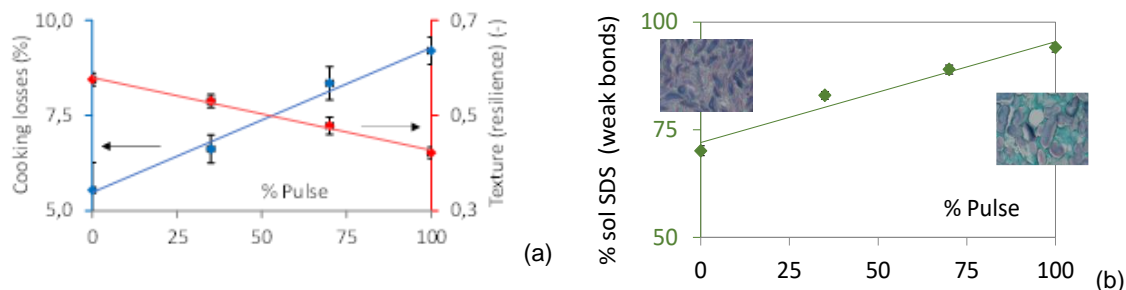 Cooking losses (%)
10,0
7,5
5,0
0
25
50
75
100
% Pulse
0,7
0,5
0,3
Texture (resilience) (-)
(a)
% sol SDS (weak bonds)
100
75
50
0
25
50
75
100
% Pulse
(b)